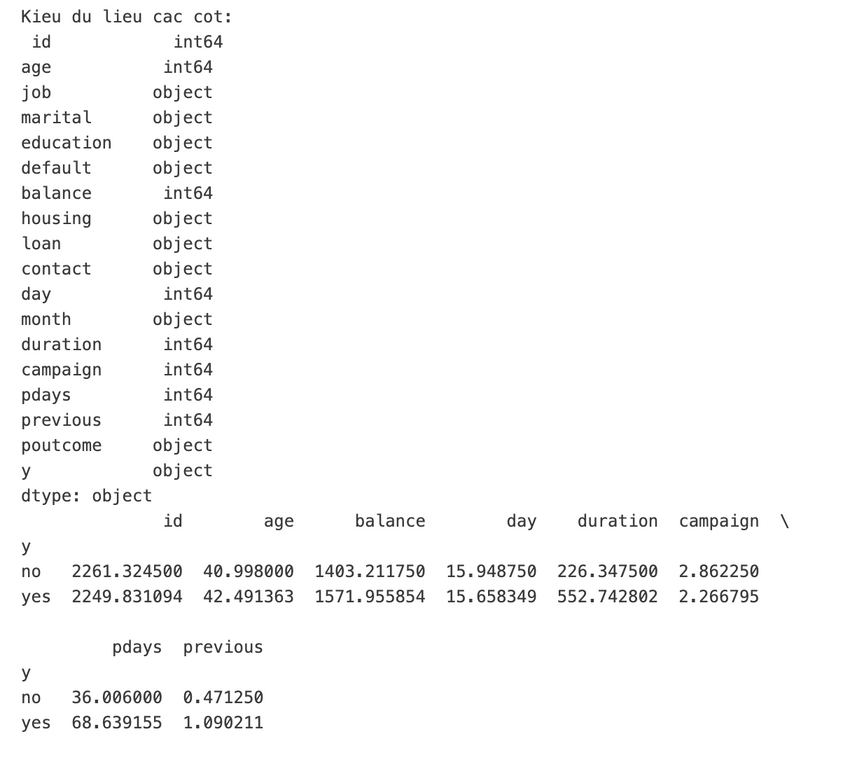 Kieu du lieu cac cot:
id int64
age int64
job object
marital object
education object
default object
balance int64
housing object
loan object
contact object
day int64
month object
duration int64
campaign int64
pdays int64
previous int64
poutcome object
y object
dtype: object
id age balance day duration campaign \
y
no 2261.324500 40.998000 1403.211750 15.948750 226.347500 2.862250
yes 2249.831094 42.491363 1571.955854 15.658349 552.742802 2.266795
pdays previous
y
no 36.006000 0.471250
yes 68.639155 1.090211